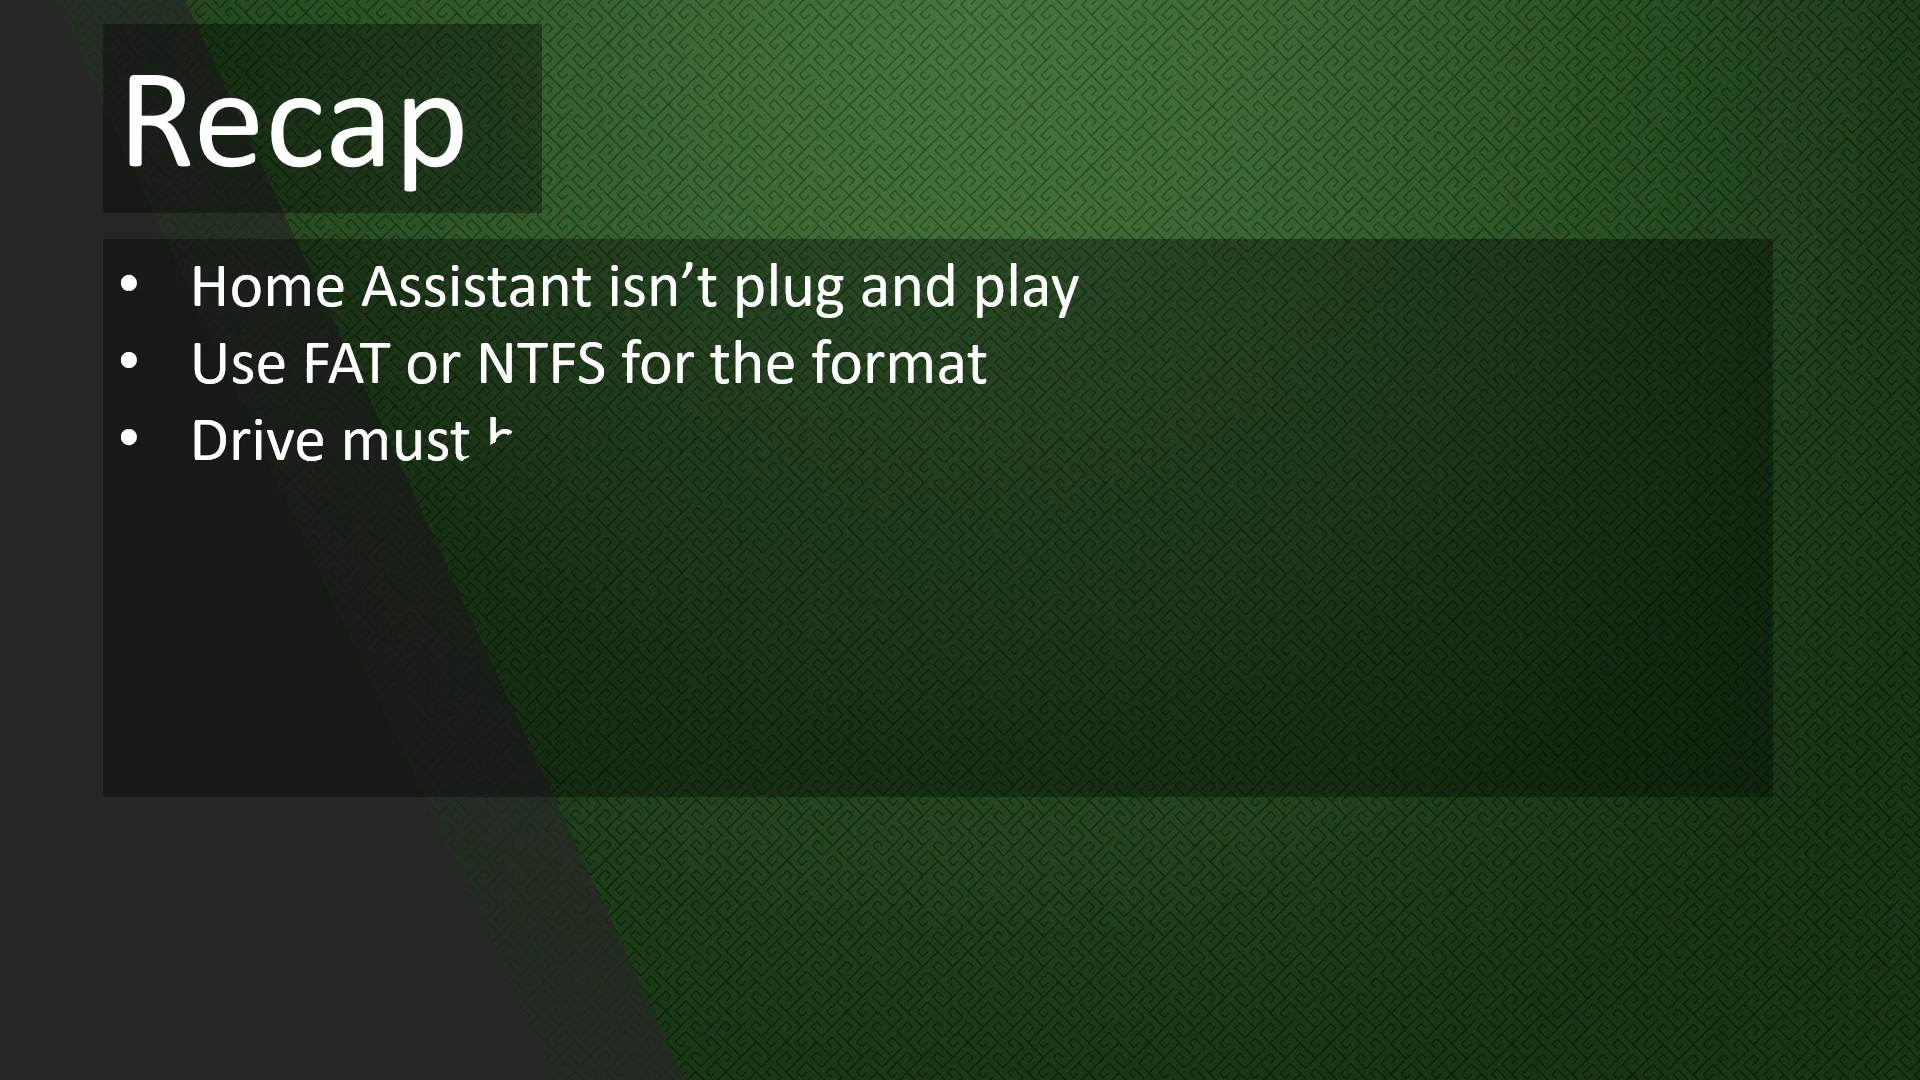 Recap
• Home Assistant isn’t plug and play
• Use FAT or NTFS for the format
• Drive must